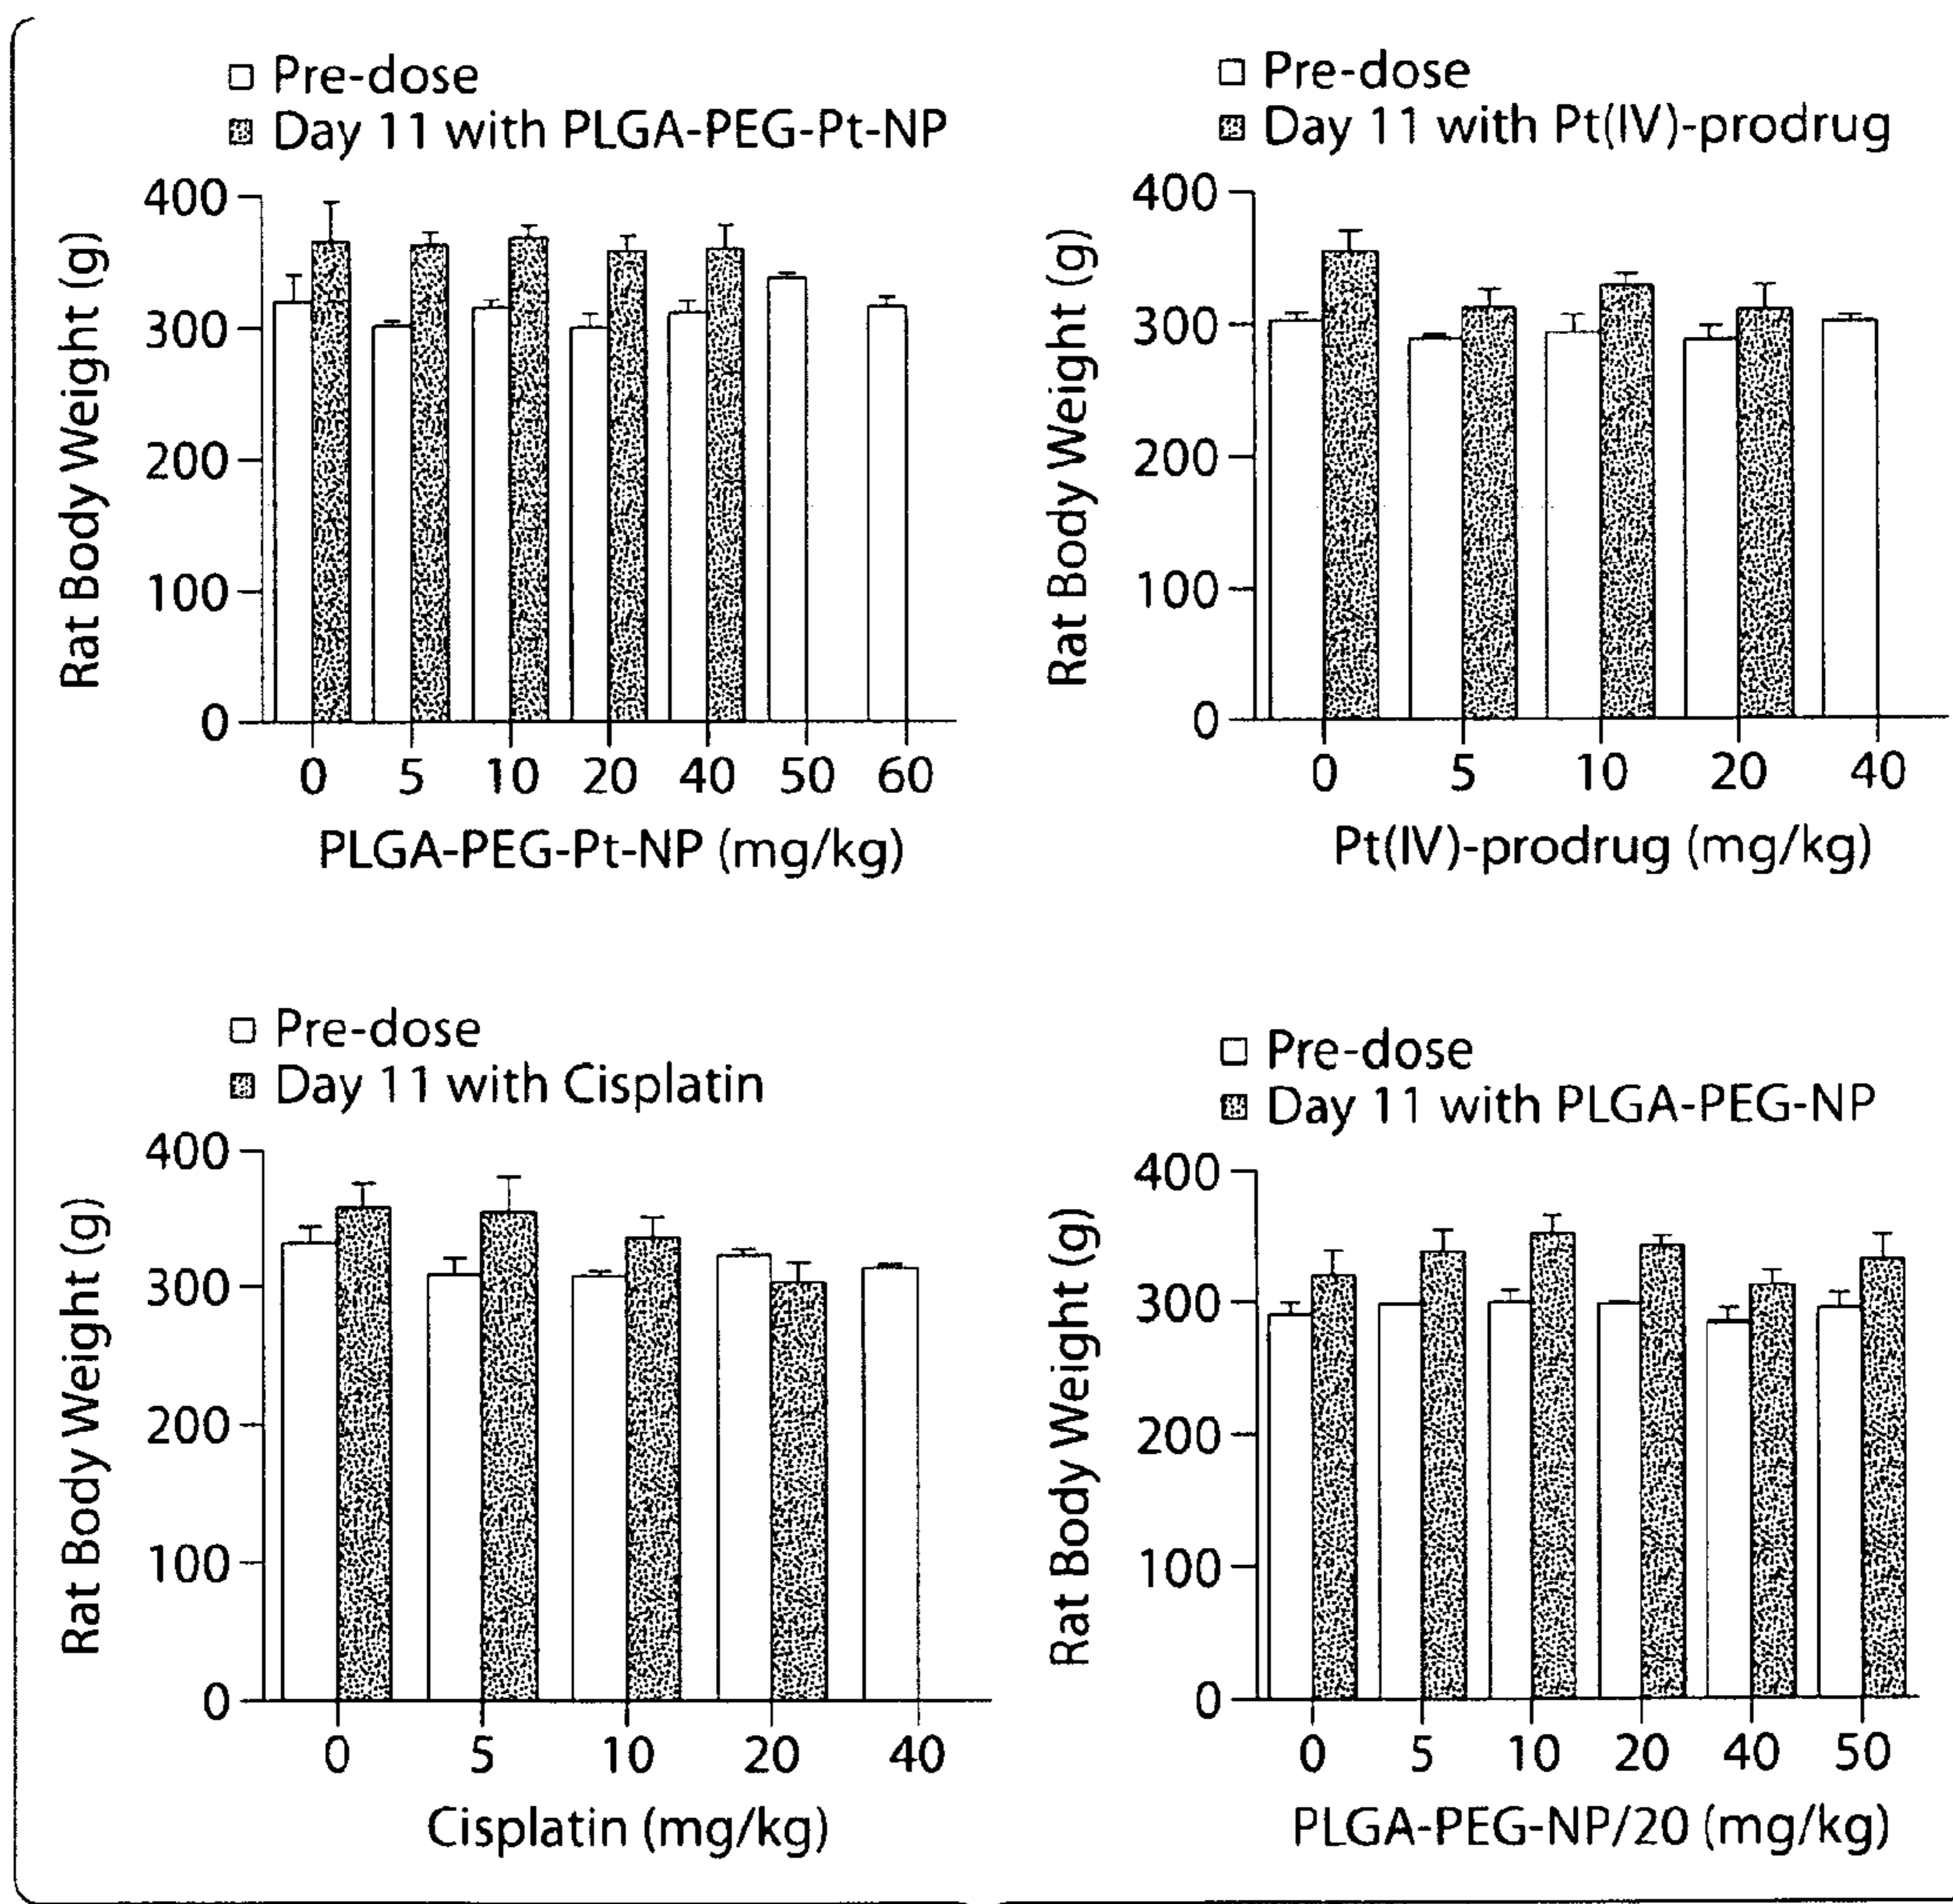 Pre-dose
Day 11 with PLGA-PEG-Pt-NP
400
300
200
100
0
Rat Body Weight (g)
0 5 10 20 40 50 60
PLGA-PEG-Pt-NP (mg/kg)
Pre-dose
Day 11 with Pt(IV)-prodrug
400
300
200
100
0
Rat Body Weight (g)
0 5 10 20 40
Pt(IV)-prodrug (mg/kg)
Pre-dose
Day 11 with Cisplatin
400
300
200
100
0
Rat Body Weight (g)
0 5 10 20 40
Cisplatin (mg/kg)
Pre-dose
Day 11 with PLGA-PEG-NP
400
300
200
100
0
Rat Body Weight (g)
0 5 10 20 40 50
PLGA-PEG-NP/20 (mg/kg)